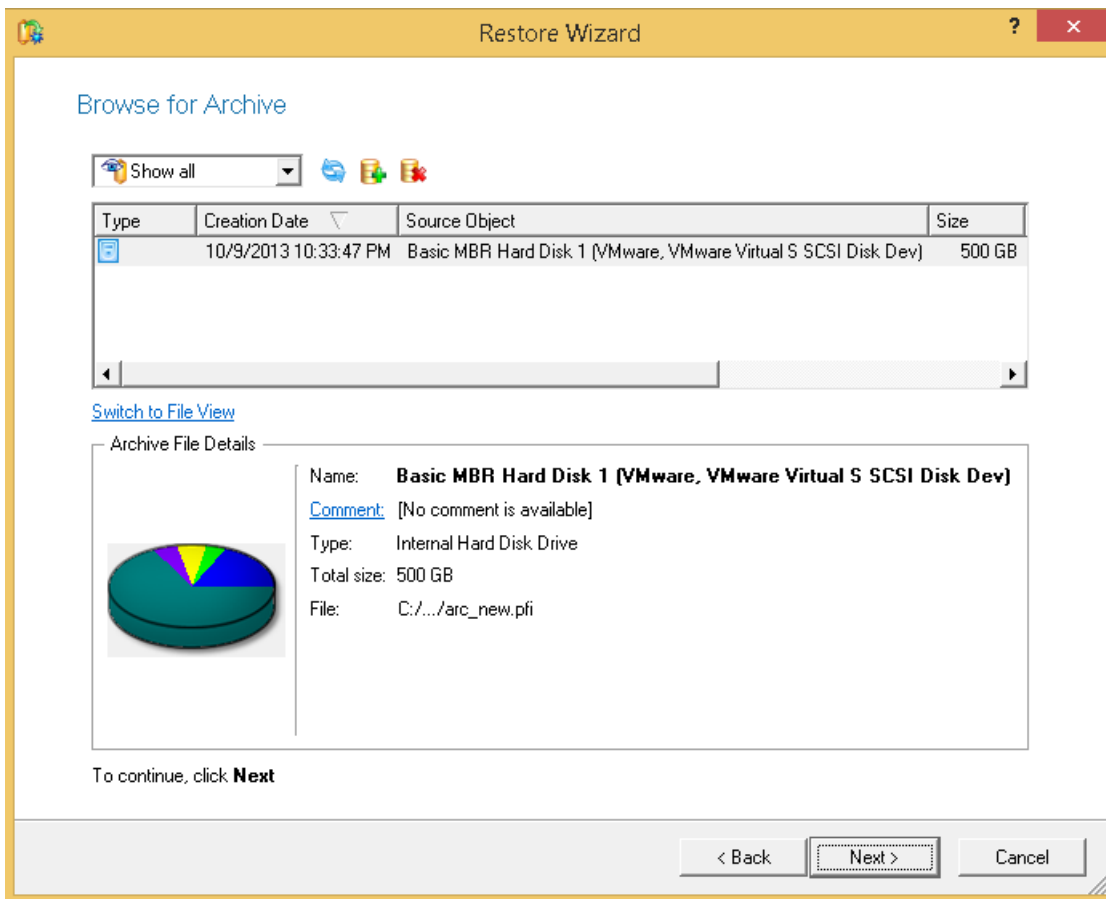 Restore Wizard
?
Browse for Archive
Show all
Type Creation Date Source Object Size
10/9/2013 10:33:47 PM Basic MBR Hard Disk 1 (VMware, VMware Virtual S SCSI Disk Dev) 500 GB
Switch to File View
Archive File Details
Name: Basic MBR Hard Disk 1 (VMware, VMware Virtual S SCSI Disk Dev)
Comment: [No comment is available]
Type: Internal Hard Disk Drive
Total size: 500 GB
File: C:/.../arc_new.pfi
To continue, click Next
< Back Next > Cancel